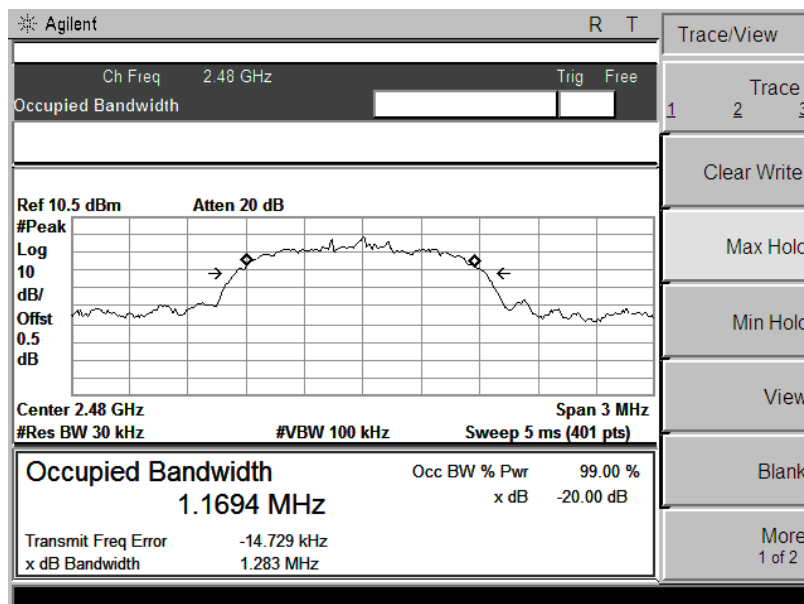 Agilent R T
Ch Freq 2.48 GHz Trig Free
Occupied Bandwidth
Ref 10.5 dBm Atten 20 dB
#Peak
Log
10
dB/
Offst
0.5
dB
Center 2.48 GHz Span 3 MHz
#Res BW 30 kHz #VBW 100 kHz Sweep 5 ms (401 pts)
Occupied Bandwidth
1.1694 MHz
Occ BW % Pwr 99.00 %
x dB -20.00 dB
Transmit Freq Error -14.729 kHz
x dB Bandwidth 1.283 MHz
Trace/View
Trace
1 2 3
Clear Write
Max Hold
Min Hold
View
Blank
More
1 of 2